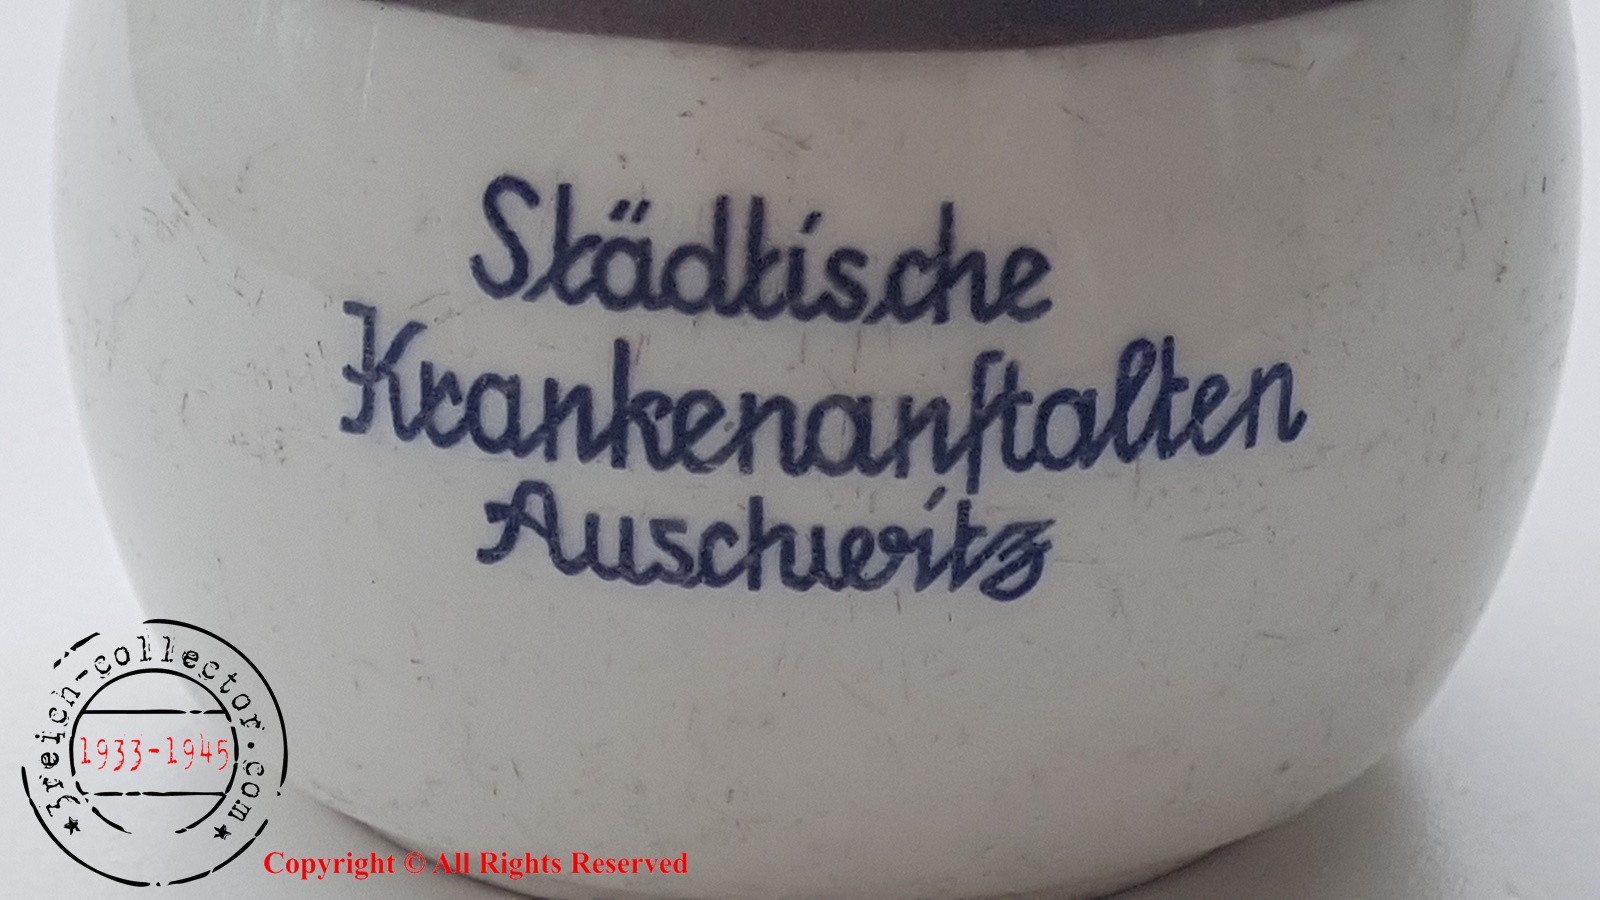 Städtische
Krankenanſtalten
Auschwitz
3reich-collector.com
1933-1945
Copyright © All Rights Reserved